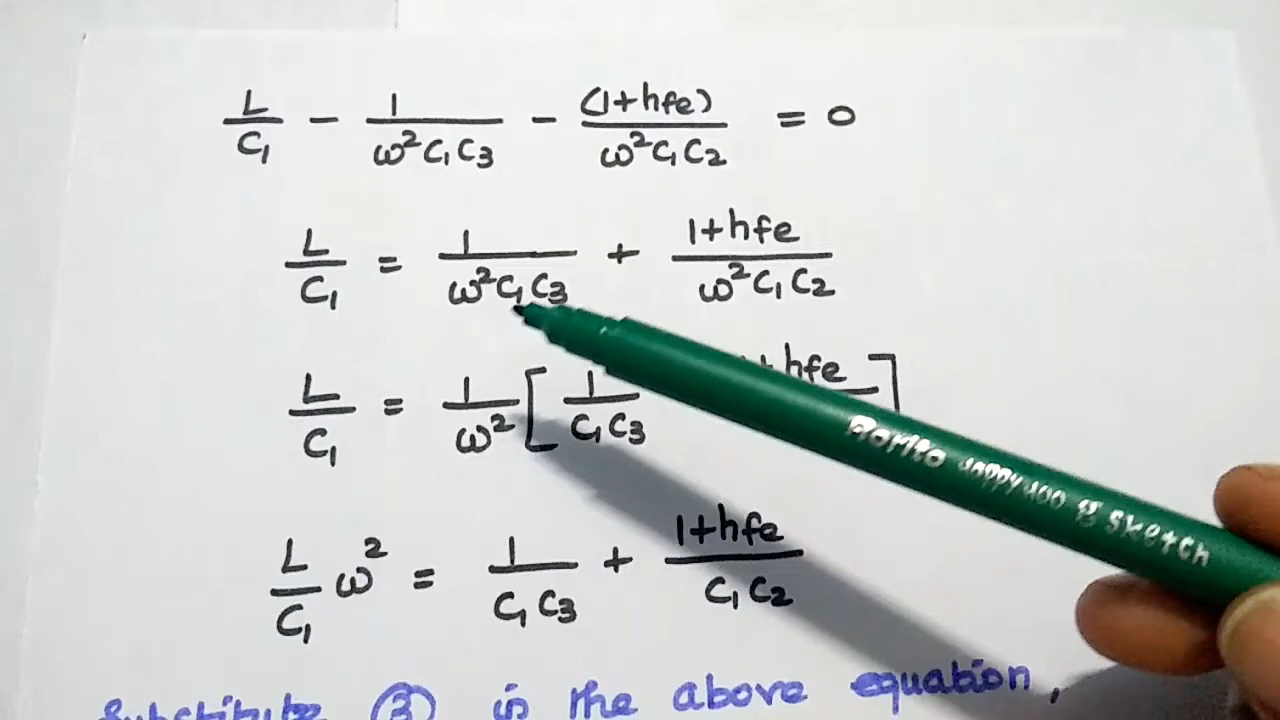 L/C₁ − 1/ω²C₁C₃ − (1+hfe)/ω²C₁C₂ = 0
L/C₁ = 1/ω²C₁C₃ + 1+hfe/ω²C₁C₂
L/C₁ = 1/ω² [ 1/C₁C₃ + hfe ]
L/C₁ ω² = 1/C₁C₃ + 1+hfe/C₁C₂
Substitute ③ in the above equation,
Sketch